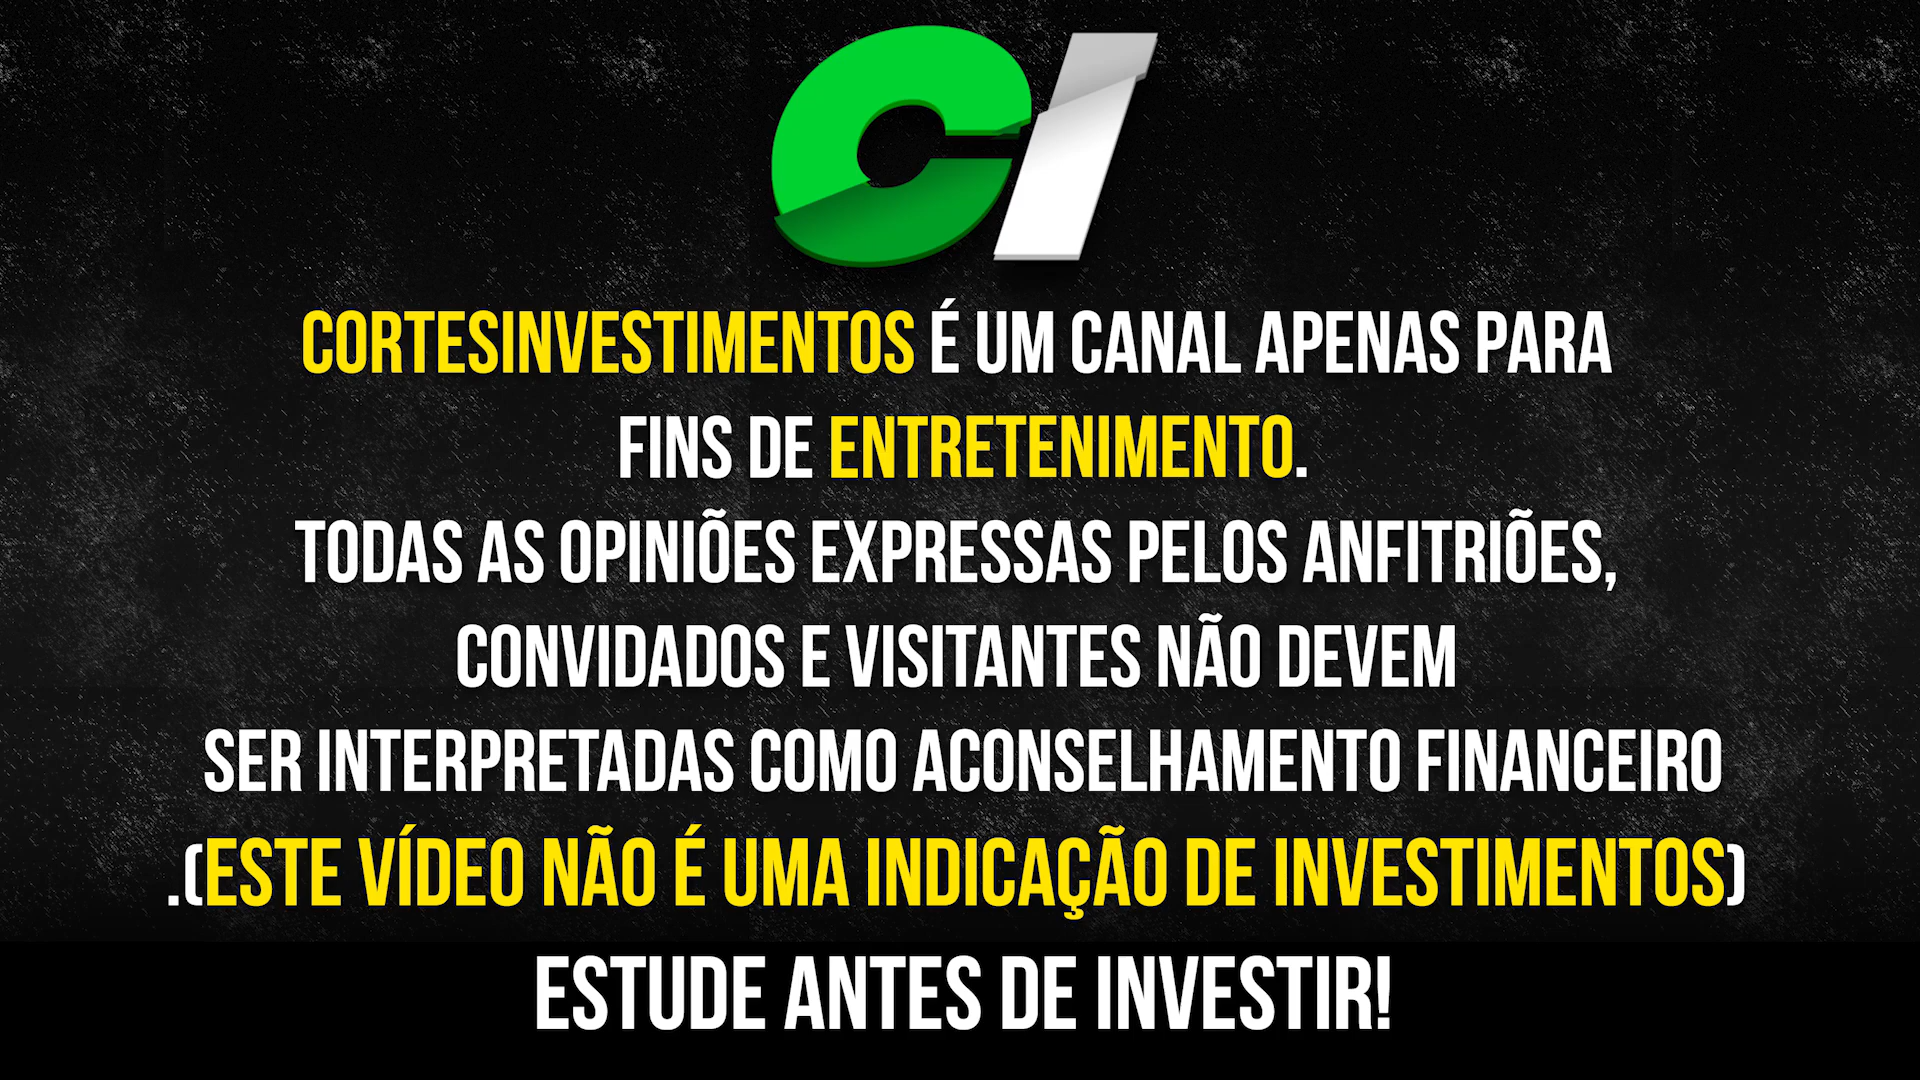 CI
CORTESINVESTIMENTOS É UM CANAL APENAS PARA
FINS DE ENTRETENIMENTO.
TODAS AS OPINIÕES EXPRESSAS PELOS ANFITRIÕES,
CONVIDADOS E VISITANTES NÃO DEVEM
SER INTERPRETADAS COMO ACONSELHAMENTO FINANCEIRO
.(ESTE VÍDEO NÃO É UMA INDICAÇÃO DE INVESTIMENTOS)
ESTUDE ANTES DE INVESTIR!